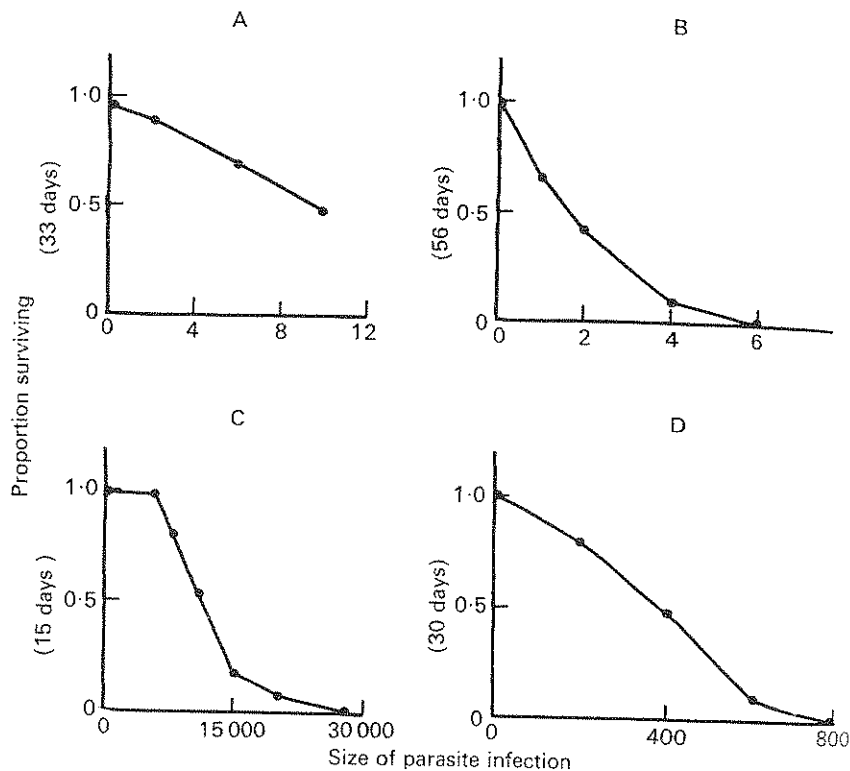 A
1·0
(33 days)
0·5
0
0 4 8 12
B
1·0
(56 days)
0·5
0
0 2 4 6
Proportion surviving
C
1·0
(15 days)
0·5
0
0 15 000 30 000
D
1·0
(30 days)
0·5
0
0 400 800
Size of parasite infection